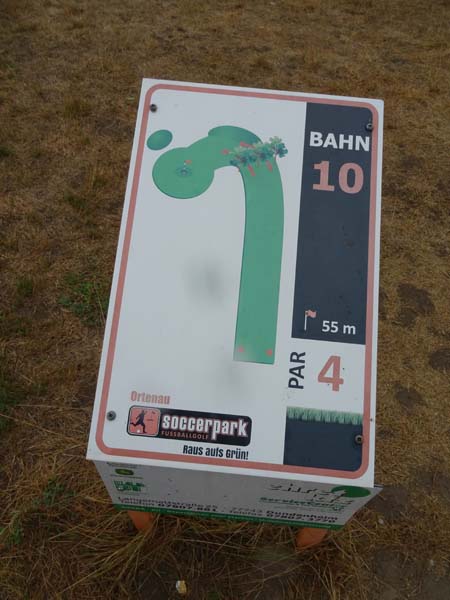 BAHN
10
55 m
PAR 4
Ortenau
soccerpark
FUSSBALLGOLF
Raus aufs Grün!